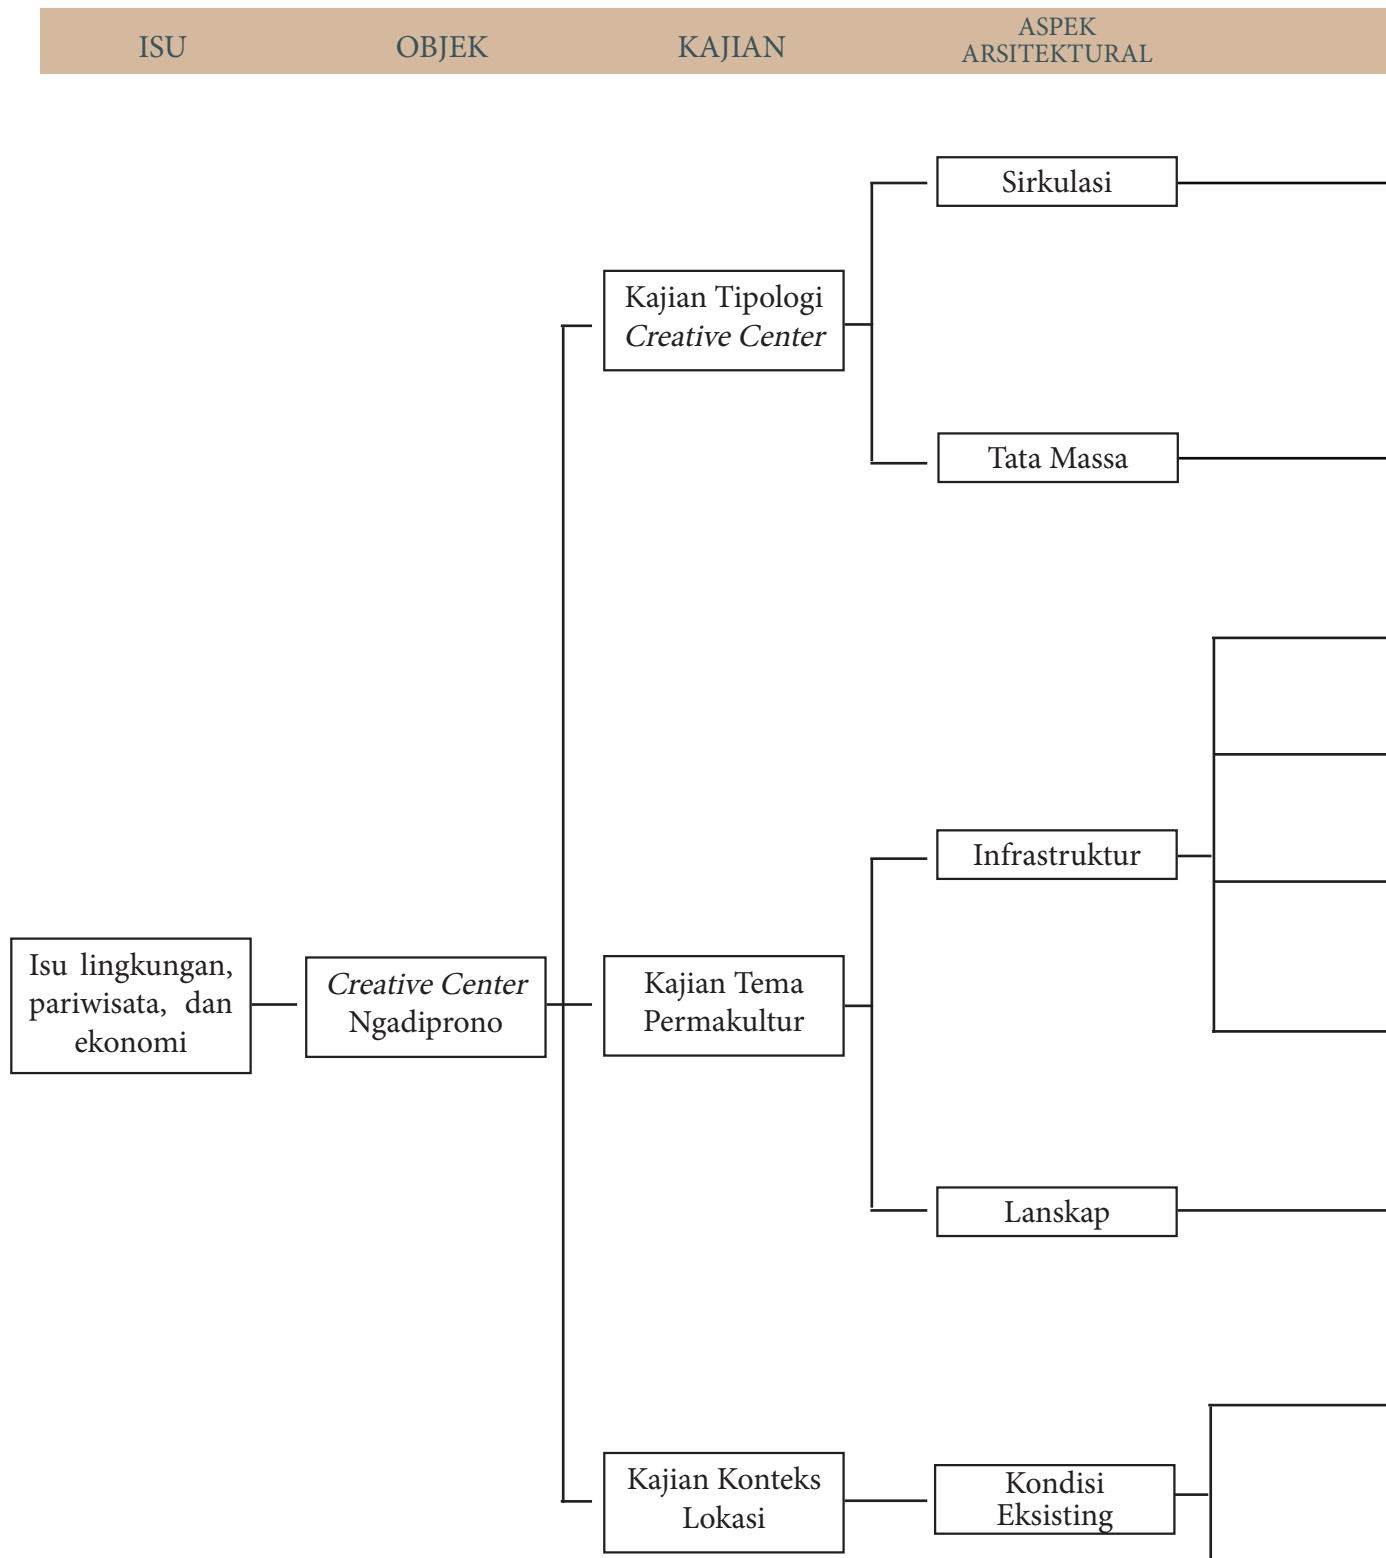 ISU
OBJEK
KAJIAN
ASPEK
ARSITEKTURAL
Sirkulasi
Kajian Tipologi
Creative Center
Tata Massa
Infrastruktur
Isu lingkungan,
pariwisata, dan
ekonomi
Creative Center
Ngadiprono
Kajian Tema
Permakultur
Lanskap
Kajian Konteks
Lokasi
Kondisi
Eksisting